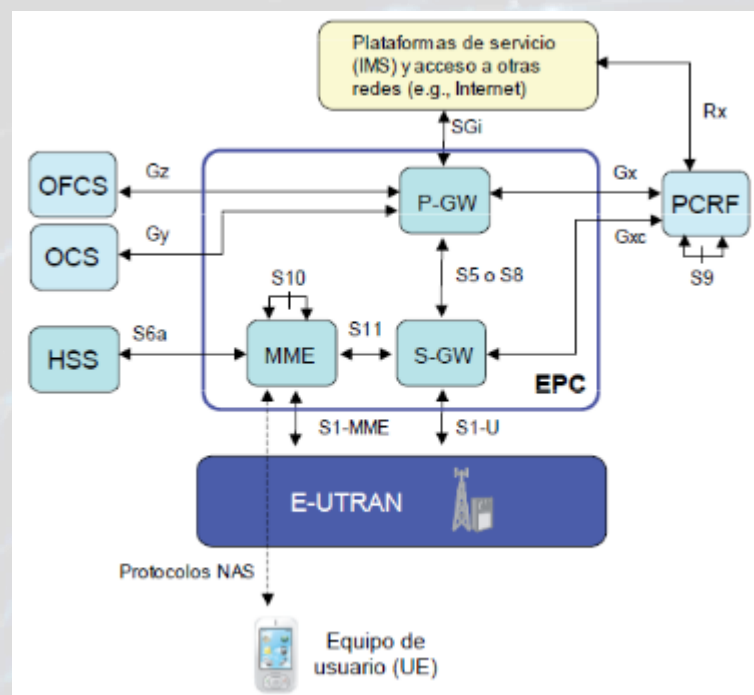 Plataformas de servicio
(IMS) y acceso a otras
redes (e.g., Internet)
SGi
Rx
OFCS
Gz
P-GW
Gx
PCRF
OCS
Gy
Gxc
S10
S5 o S8
S9
HSS
S6a
MME
S11
S-GW
EPC
S1-MME
S1-U
E-UTRAN
Protocolos NAS
Equipo de
usuario (UE)